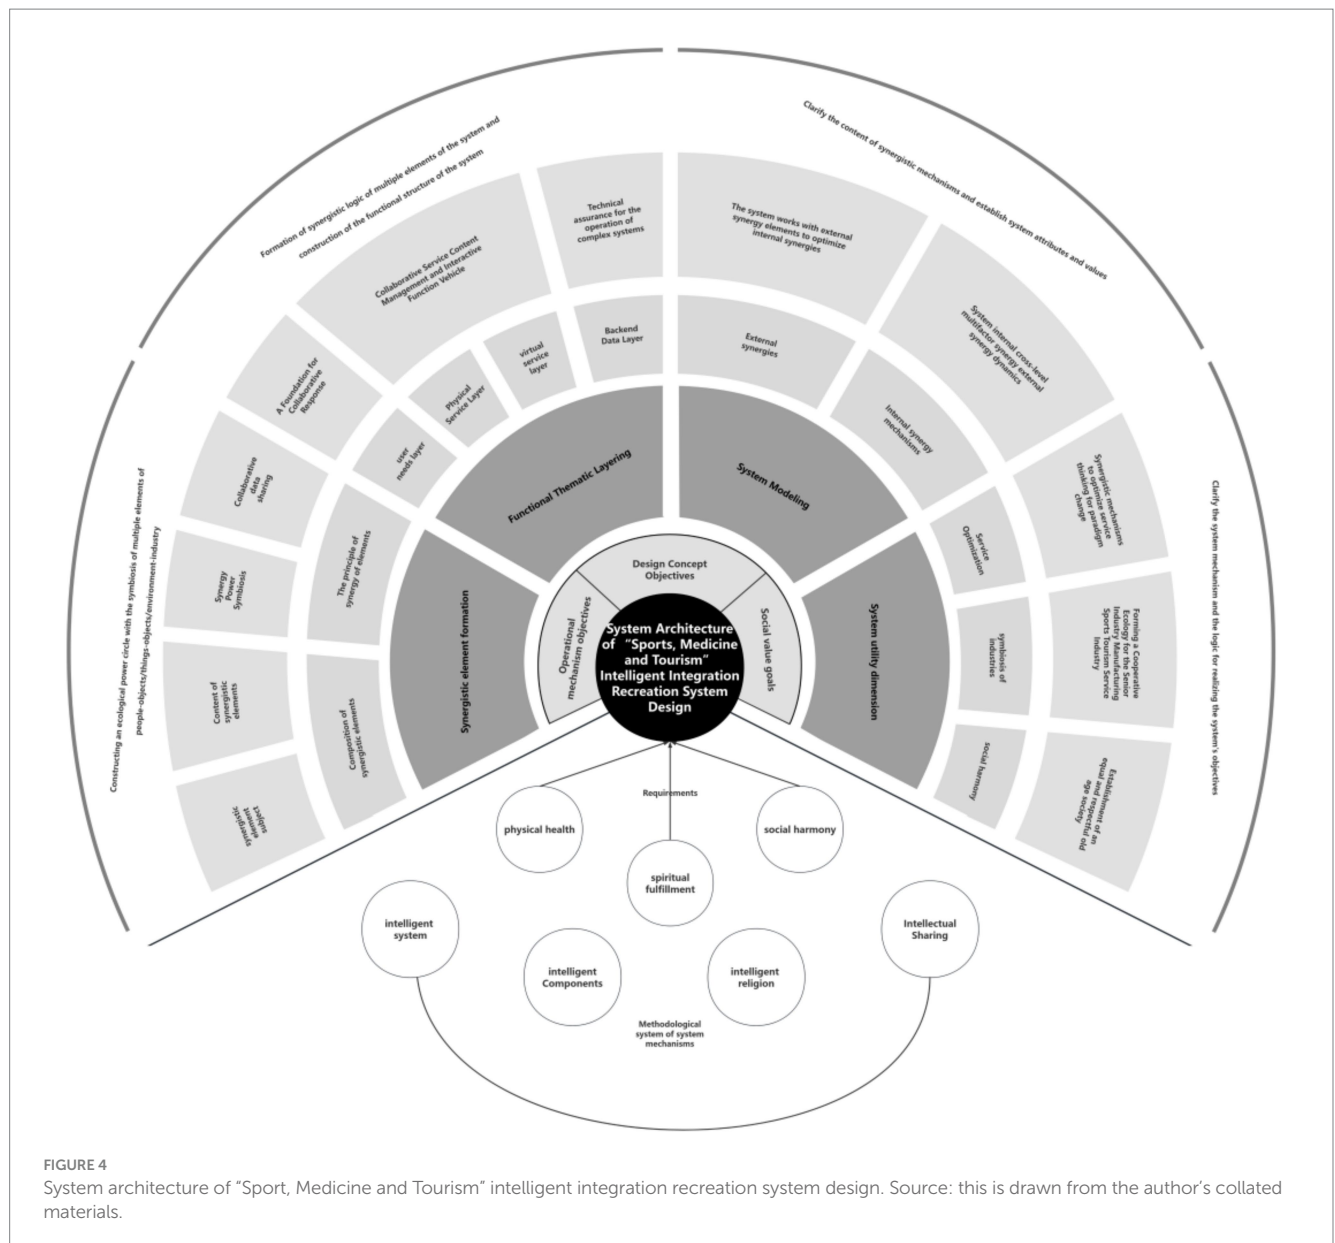 Formation of synergistic logic of multiple elements of the system and
construction of the functional structure of the system
Clarify the content of synergistic mechanisms and establish system attributes and values
Constructing an ecological power circle with the symbiosis of multiple elements of
people-objects/things-objects/environment-industry
Clarify the system mechanism and the logic for realizing the system's objectives
Technical
assurance for the
operation of
complex systems
The system works with external
synergy elements to optimize
internal synergies
Collaborative Service Content
Management and Interactive
Function Vehicle
System internal cross-level
multifactor synergy external
synergy dynamics
A Foundation for
Collaborative
Response
Collaborative
data
sharing
Synergy
Power
Symbiosis
Content of
synergistic
elements
synergistic
element
subject
Synergistic mechanisms
to optimize service
thinking for paradigm
change
Forming a Cooperative
Ecology for the Senior
Industry Manufacturing
Sports Tourism Service
Industry
Establishment of an
equal and respectful old
age society
Backend
Data Layer
virtual
service
layer
Physical
Service Layer
user
needs layer
The principle of
synergy of elements
Composition of
synergistic elements
External
synergies
Internal synergy
mechanisms
Service
Optimization
symbiosis of
industries
social harmony
Functional Thematic Layering
System Modeling
Synergistic element formation
System utility dimension
Design Concept
Objectives
Operational
mechanism objectives
Social value goals
System Architecture
of “Sports, Medicine
and Tourism”
Intelligent Integration
Recreation System
Design
Requirements
physical health
social harmony
spiritual
fulfillment
intelligent
system
Intellectual
Sharing
intelligent
Components
intelligent
religion
Methodological
system of system
mechanisms
FIGURE 4
System architecture of “Sport, Medicine and Tourism” intelligent integration recreation system design. Source: this is drawn from the author’s collated
materials.